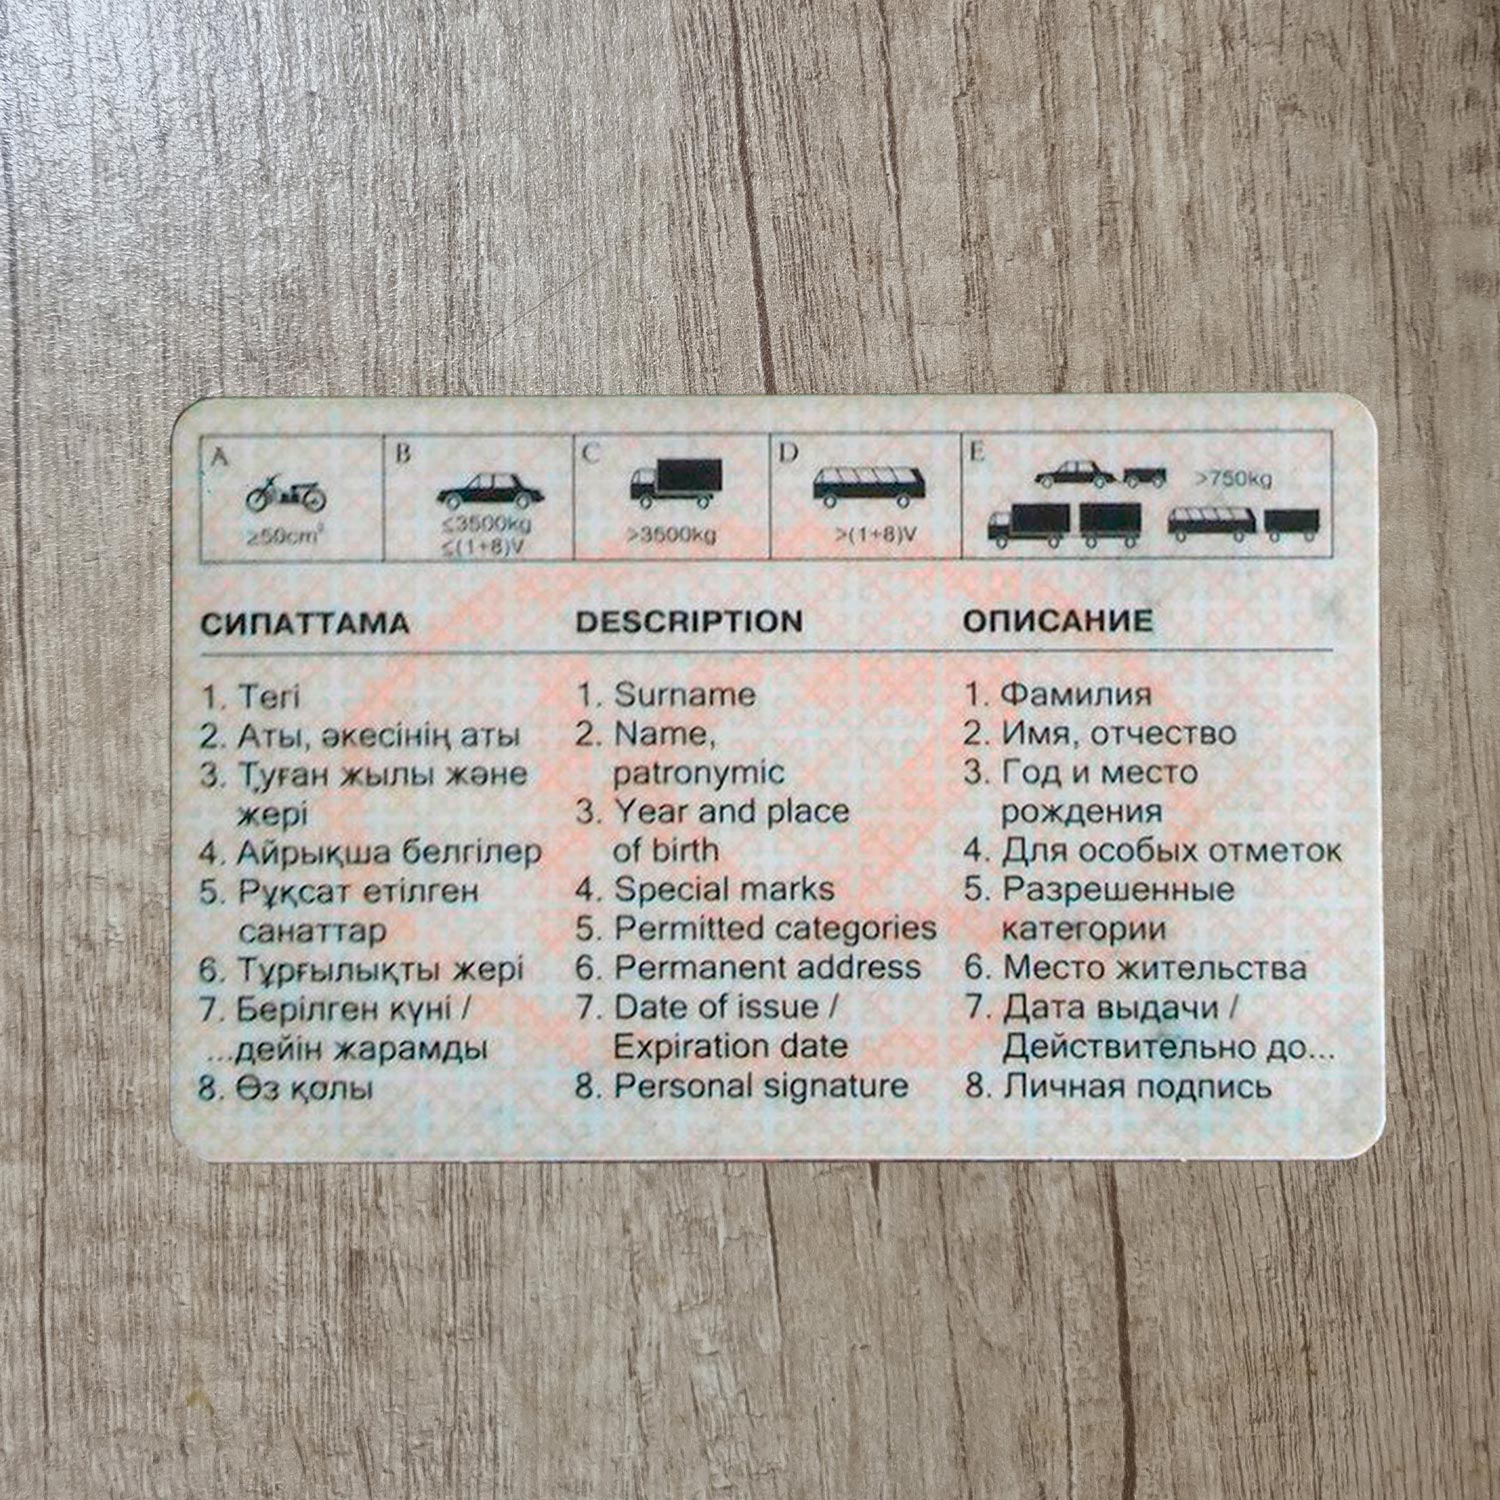 A B C D E
≥50cm³
≤3500kg
≤(1+8)V
>3500kg
>(1+8)V
>750kg
СИПАТТАМА
1. Тегі
2. Аты, әкесінің аты
3. Туған жылы және
жері
4. Айрықша белгілер
5. Рұқсат етілген
санаттар
6. Тұрғылықты жері
7. Берілген күні /
...дейін жарамды
8. Өз қолы
DESCRIPTION
1. Surname
2. Name,
patronymic
3. Year and place
of birth
4. Special marks
5. Permitted categories
6. Permanent address
7. Date of issue /
Expiration date
8. Personal signature
ОПИСАНИЕ
1. Фамилия
2. Имя, отчество
3. Год и место
рождения
4. Для особых отметок
5. Разрешенные
категории
6. Место жительства
7. Дата выдачи /
Действительно до...
8. Личная подпись